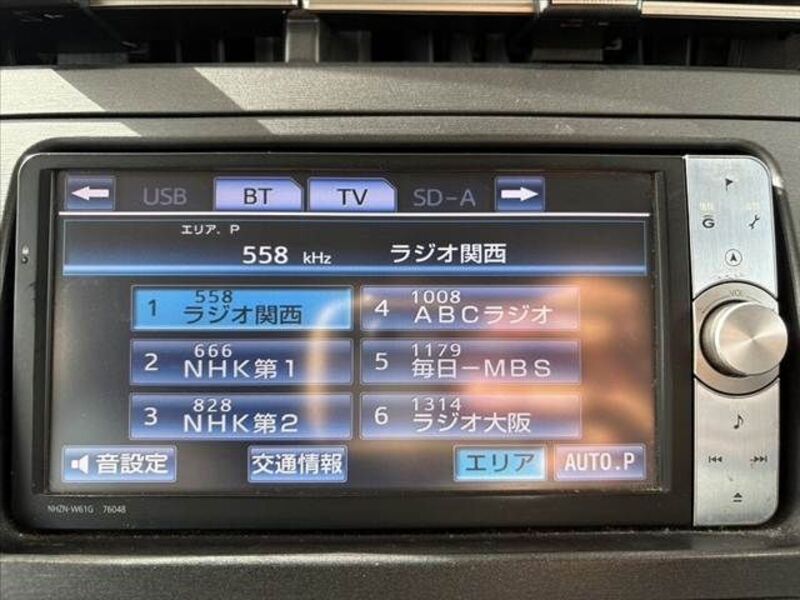 USB BT TV SD-A
エリア. P
558 kHz ラジオ関西
1 558 ラジオ関西
4 1008 ABCラジオ
2 666 NHK第1
5 1179 毎日-MBS
3 828 NHK第2
6 1314 ラジオ大阪
音設定 交通情報 エリア AUTO.P
NHZN-W61G 76048
VOL
G